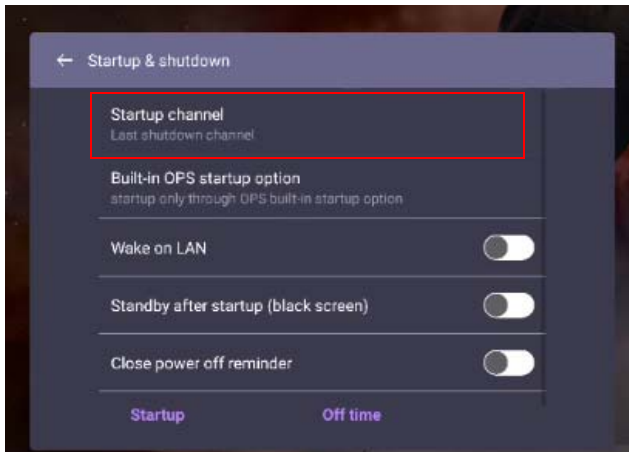 Startup & shutdown
Startup channel
Last shutdown channel
Built-in OPS startup option
startup only through OPS built-in startup option
Wake on LAN
Standby after startup (black screen)
Close power off reminder
Startup Off time